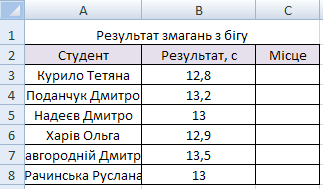 A B C
1 Результат змагань з бігу
2 Студент Результат, с Місце
3 Курило Тетяна 12,8
4 Поданчук Дмитро 13,2
5 Надеєв Дмитро 13
6 Харів Ольга 12,9
7 авгородній Дмитр 13,5
8 Рачинська Руслана 13